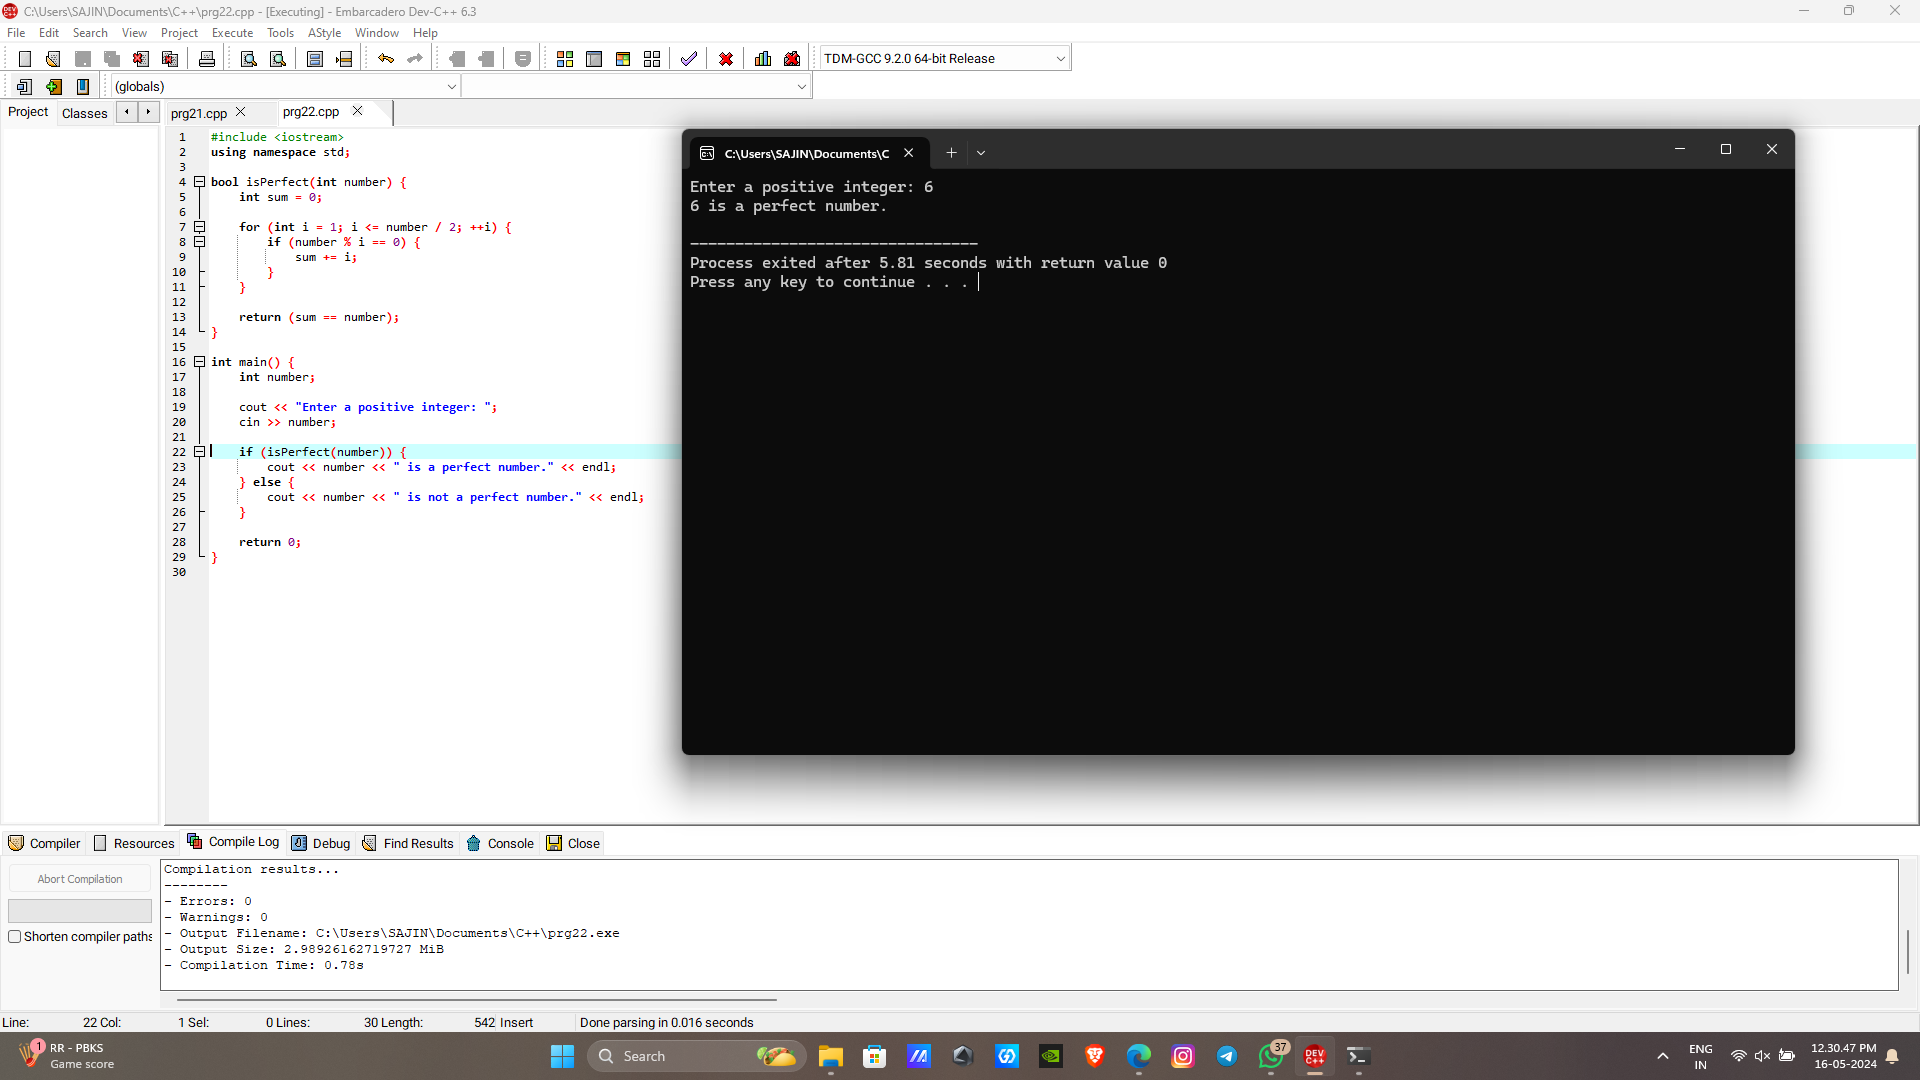 C:\Users\SAJIN\Documents\C++\prg22.cpp - [Executing] - Embarcadero Dev-C++ 6.3
File Edit Search View Project Execute Tools AStyle Window Help
TDM-GCC 9.2.0 64-bit Release
(globals)
Project Classes prg21.cpp prg22.cpp
1 #include <iostream>
2 using namespace std;
3
4 bool isPerfect(int number) {
5 int sum = 0;
6
7 for (int i = 1; i <= number / 2; ++i) {
8 if (number % i == 0) {
9 sum += i;
10 }
11 }
12
13 return (sum == number);
14 }
15
16 int main() {
17 int number;
18
19 cout << "Enter a positive integer: ";
20 cin >> number;
21
22 if (isPerfect(number)) {
23 cout << number << " is a perfect number." << endl;
24 } else {
25 cout << number << " is not a perfect number." << endl;
26 }
27
28 return 0;
29 }
30
C:\Users\SAJIN\Documents\C
Enter a positive integer: 6
6 is a perfect number.
--------------------------------
Process exited after 5.81 seconds with return value 0
Press any key to continue . . .
Compiler Resources Compile Log Debug Find Results Console Close
Abort Compilation
Shorten compiler paths
Compilation results...
--------
- Errors: 0
- Warnings: 0
- Output Filename: C:\Users\SAJIN\Documents\C++\prg22.exe
- Output Size: 2.98926162719727 MiB
- Compilation Time: 0.78s
Line: 22 Col: 1 Sel: 0 Lines: 30 Length: 542 Insert Done parsing in 0.016 seconds
1
RR - PBKS
Game score
Search
37
DEV C++
ENG
IN
12.30.47 PM
16-05-2024